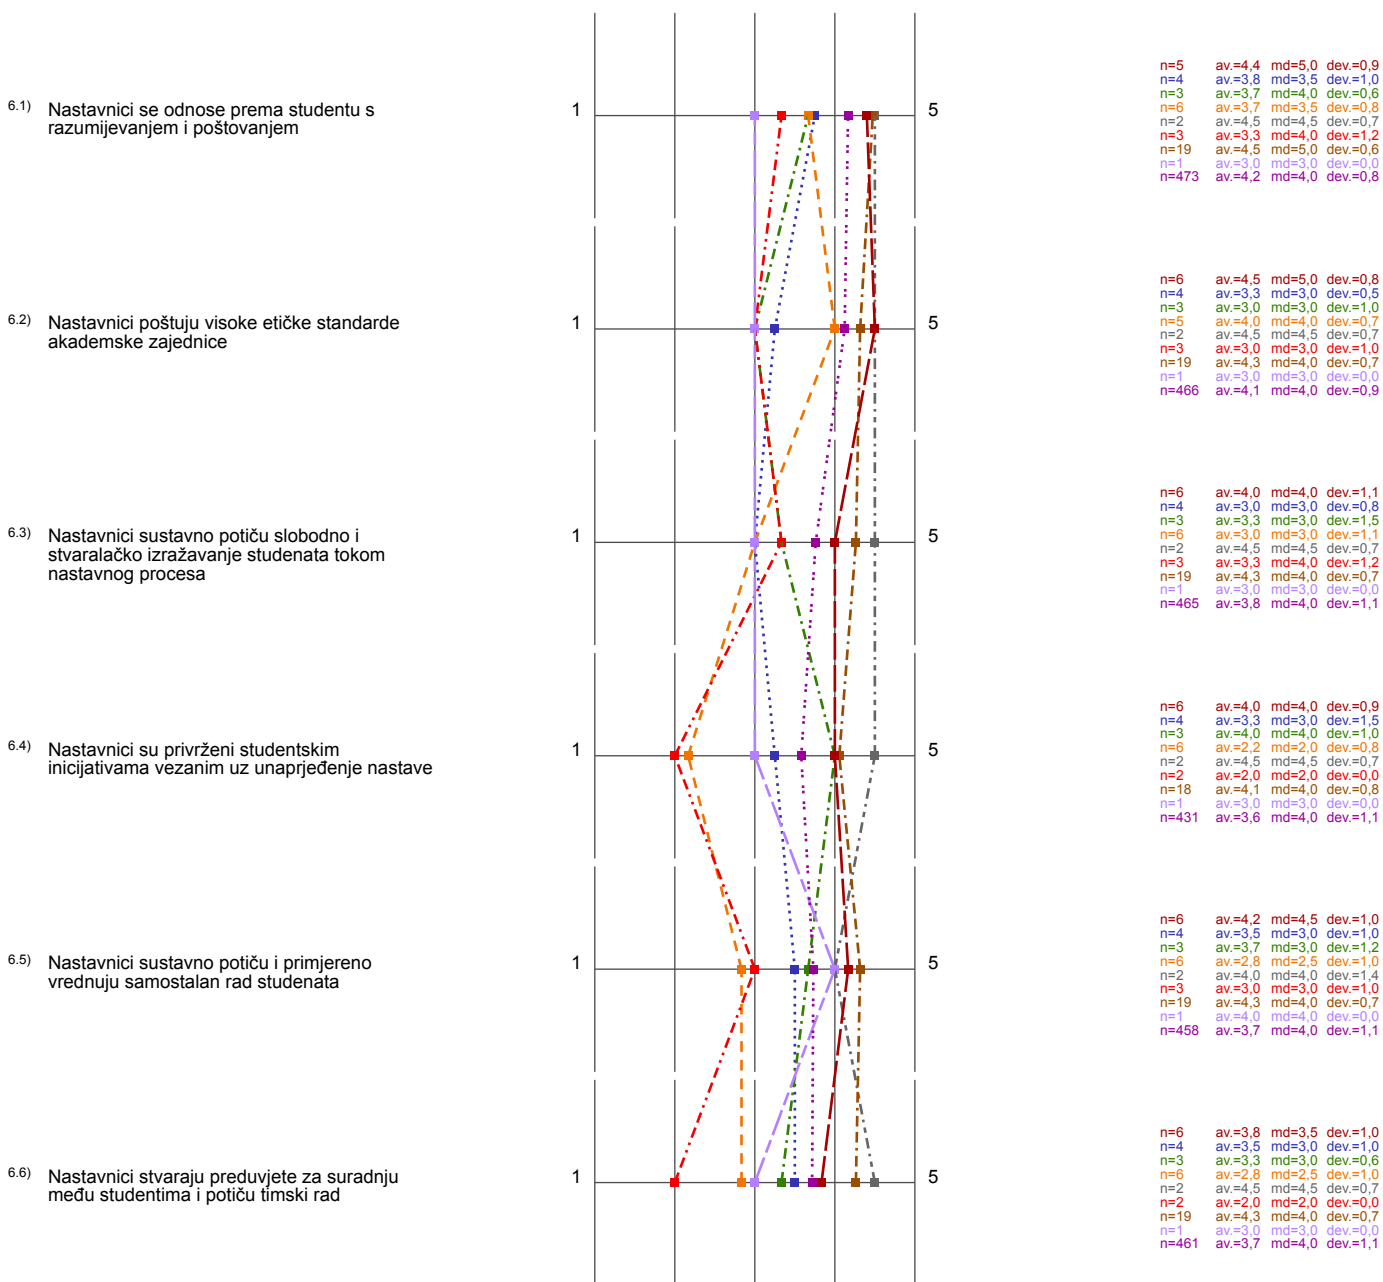 6.1) Nastavnici se odnose prema studentu s
razumijevanjem i poštovanjem
1 5
n=5 av.=4,4 md=5,0 dev.=0,9
n=4 av.=3,8 md=3,5 dev.=1,0
n=3 av.=3,7 md=4,0 dev.=0,6
n=6 av.=3,7 md=3,5 dev.=0,8
n=2 av.=4,5 md=4,5 dev.=0,7
n=3 av.=3,3 md=4,0 dev.=1,2
n=19 av.=4,5 md=5,0 dev.=0,6
n=1 av.=3,0 md=3,0 dev.=0,0
n=473 av.=4,2 md=4,0 dev.=0,8
6.2) Nastavnici poštuju visoke etičke standarde
akademske zajednice
1 5
n=6 av.=4,5 md=5,0 dev.=0,8
n=4 av.=3,3 md=3,0 dev.=0,5
n=3 av.=3,0 md=3,0 dev.=1,0
n=5 av.=4,0 md=4,0 dev.=0,7
n=2 av.=4,5 md=4,5 dev.=0,7
n=3 av.=3,0 md=3,0 dev.=1,0
n=19 av.=4,3 md=4,0 dev.=0,7
n=1 av.=3,0 md=3,0 dev.=0,0
n=466 av.=4,1 md=4,0 dev.=0,9
6.3) Nastavnici sustavno potiču slobodno i
stvaralačko izražavanje studenata tokom
nastavnog procesa
1 5
n=6 av.=4,0 md=4,0 dev.=1,1
n=4 av.=3,0 md=3,0 dev.=0,8
n=3 av.=3,3 md=3,0 dev.=1,5
n=6 av.=3,0 md=3,0 dev.=1,1
n=2 av.=4,5 md=4,5 dev.=0,7
n=3 av.=3,3 md=4,0 dev.=1,2
n=19 av.=4,3 md=4,0 dev.=0,7
n=1 av.=3,0 md=3,0 dev.=0,0
n=465 av.=3,8 md=4,0 dev.=1,1
6.4) Nastavnici su privrženi studentskim
inicijativama vezanim uz unaprjeđenje nastave
1 5
n=6 av.=4,0 md=4,0 dev.=0,9
n=4 av.=3,3 md=3,0 dev.=1,5
n=3 av.=4,0 md=4,0 dev.=1,0
n=6 av.=2,2 md=2,0 dev.=0,8
n=2 av.=4,5 md=4,5 dev.=0,7
n=2 av.=2,0 md=2,0 dev.=0,0
n=18 av.=4,1 md=4,0 dev.=0,8
n=1 av.=3,0 md=3,0 dev.=0,0
n=431 av.=3,6 md=4,0 dev.=1,1
6.5) Nastavnici sustavno potiču i primjereno
vrednuju samostalan rad studenata
1 5
n=6 av.=4,2 md=4,5 dev.=1,0
n=4 av.=3,5 md=3,0 dev.=1,0
n=3 av.=3,7 md=3,0 dev.=1,2
n=6 av.=2,8 md=2,5 dev.=1,0
n=2 av.=4,0 md=4,0 dev.=1,4
n=3 av.=3,0 md=3,0 dev.=1,0
n=19 av.=4,3 md=4,0 dev.=0,7
n=1 av.=4,0 md=4,0 dev.=0,0
n=458 av.=3,7 md=4,0 dev.=1,1
6.6) Nastavnici stvaraju preduvjete za suradnju
među studentima i potiču timski rad
1 5
n=6 av.=3,8 md=3,5 dev.=1,0
n=4 av.=3,5 md=3,0 dev.=1,0
n=3 av.=3,3 md=3,0 dev.=0,6
n=6 av.=2,8 md=2,5 dev.=1,0
n=2 av.=4,5 md=4,5 dev.=0,7
n=2 av.=2,0 md=2,0 dev.=0,0
n=19 av.=4,3 md=4,0 dev.=0,7
n=1 av.=3,0 md=3,0 dev.=0,0
n=461 av.=3,7 md=4,0 dev.=1,1